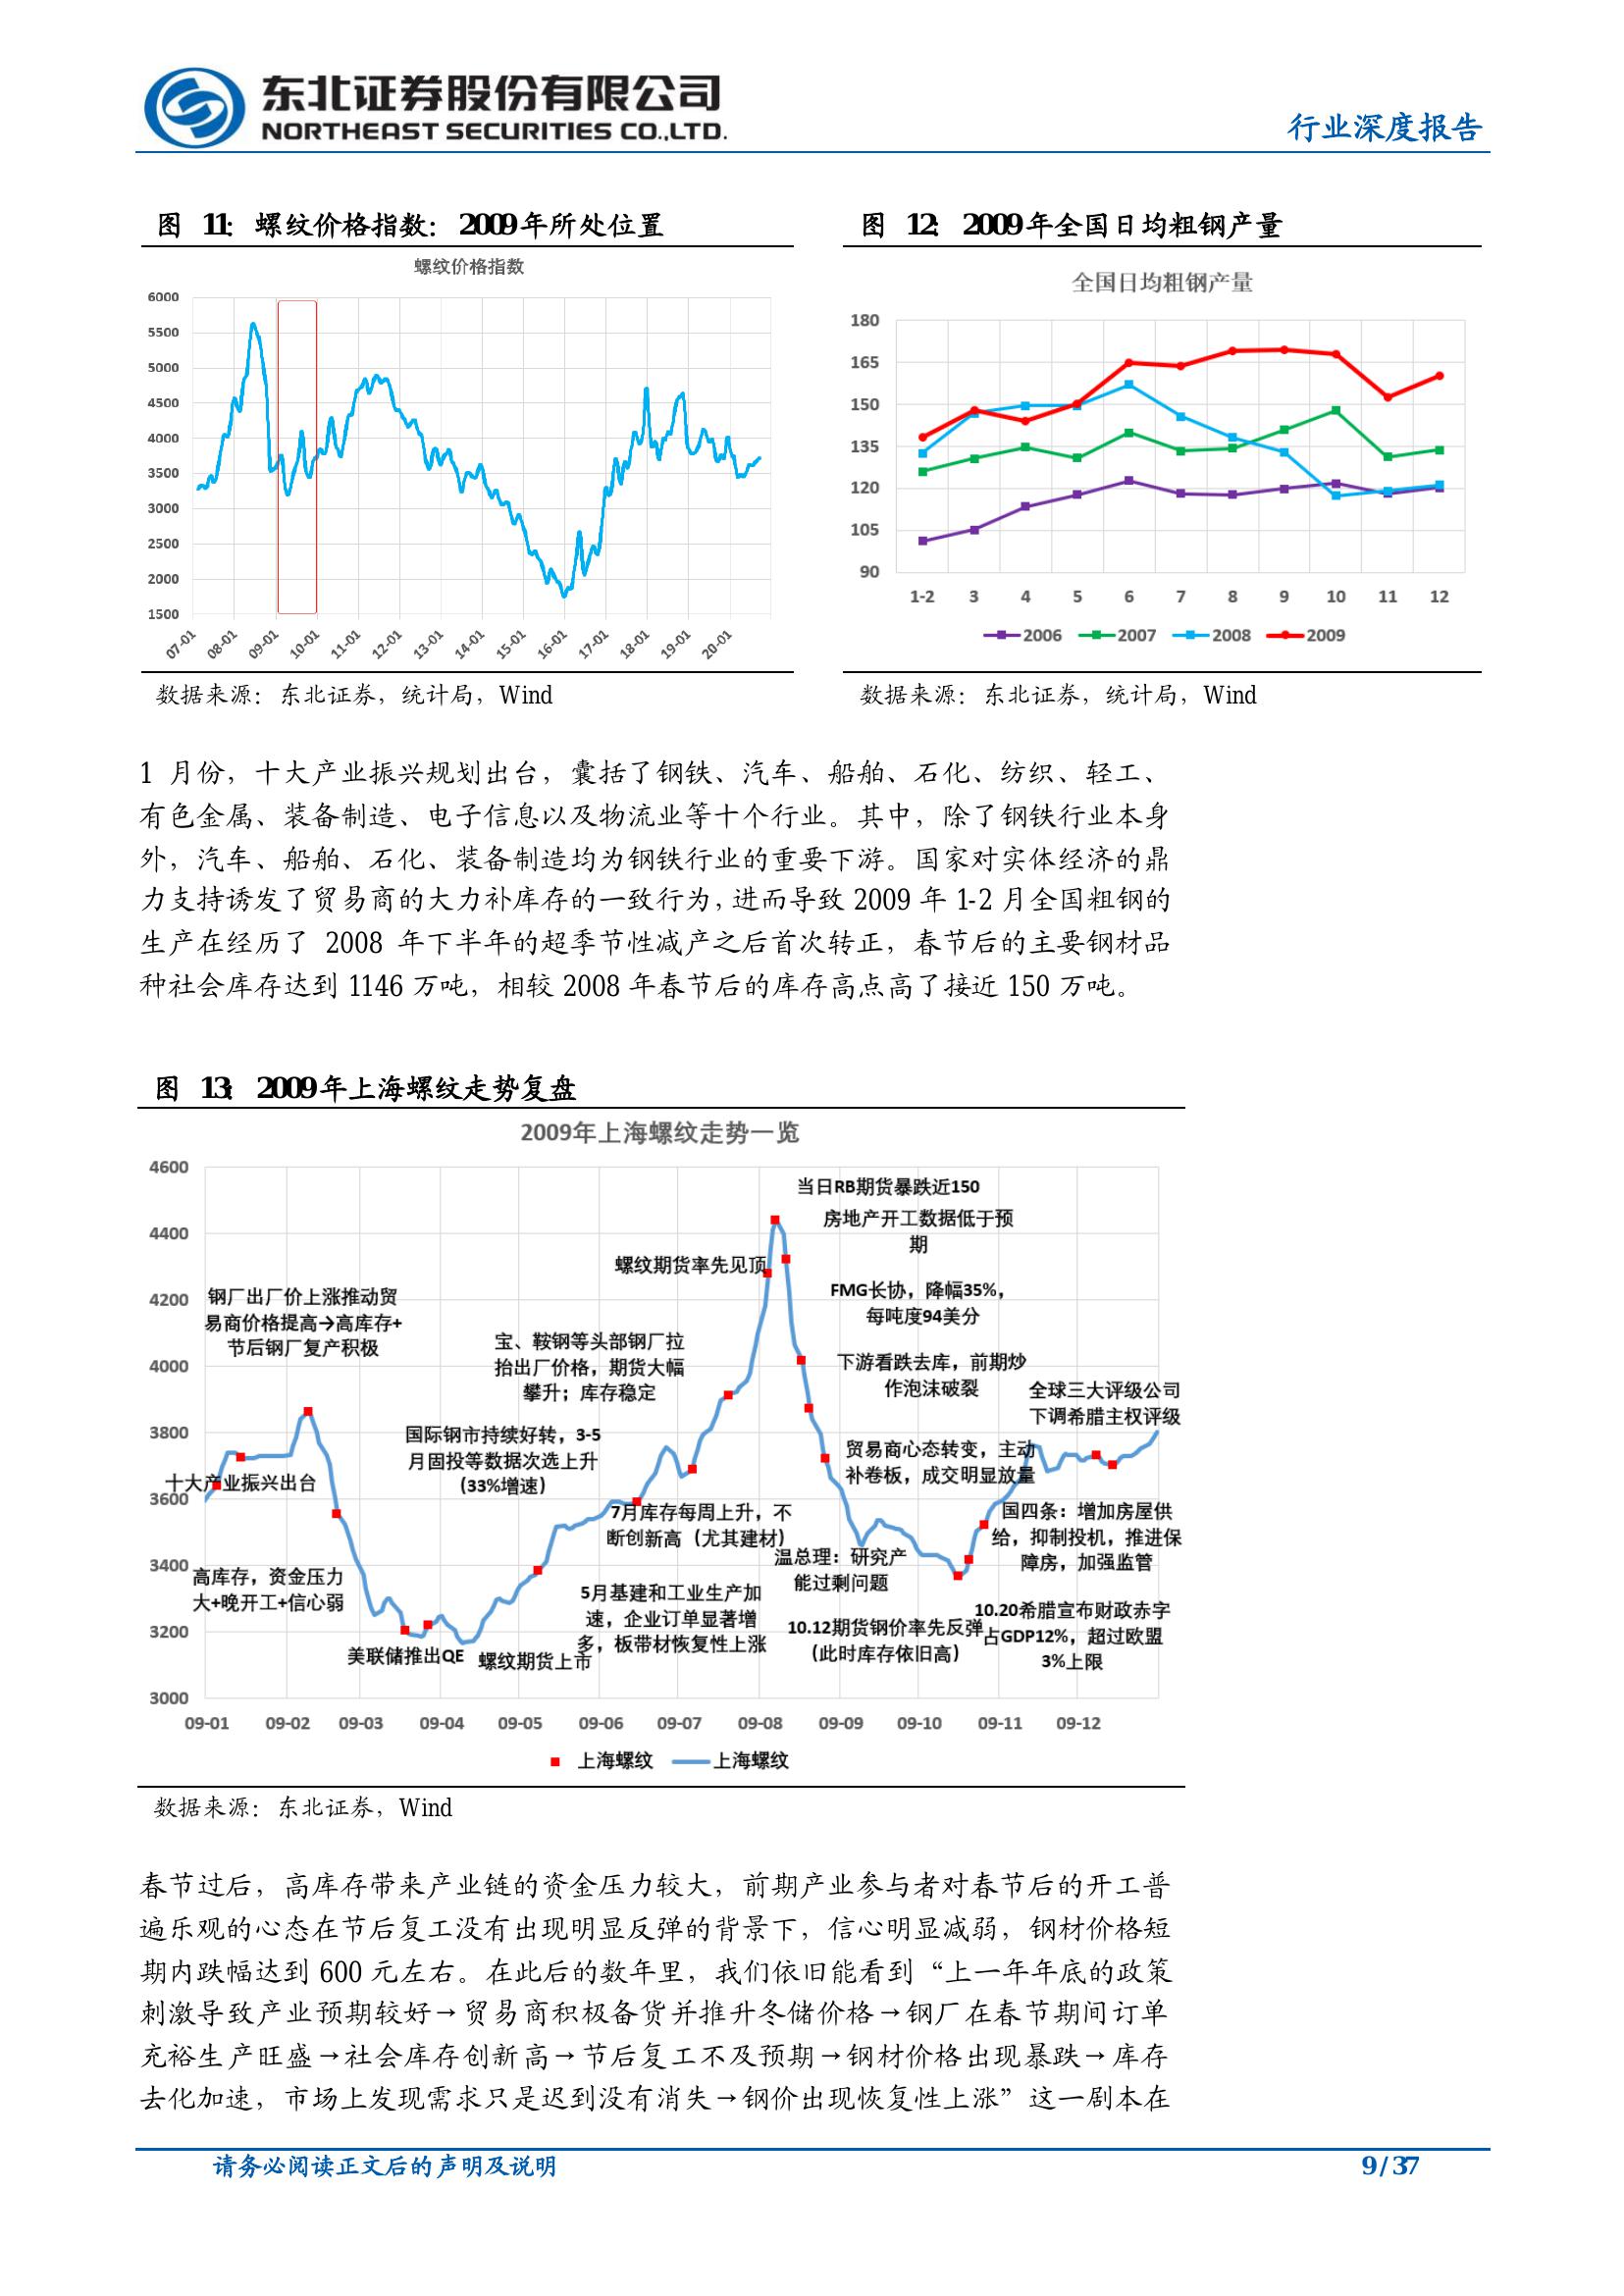 东北证券股份有限公司
NORTHEAST SECURITIES CO.,LTD.
行业深度报告
图 11：螺纹价格指数：2009年所处位置
螺纹价格指数
6000
5500
5000
4500
4000
3500
3000
2500
2000
1500
07-01 08-01 09-01 10-01 11-01 12-01 13-01 14-01 15-01 16-01 17-01 18-01 19-01 20-01
数据来源：东北证券，统计局，Wind
图 12：2009年全国日均粗钢产量
全国日均粗钢产量
180
165
150
135
120
105
90
1-2 3 4 5 6 7 8 9 10 11 12
2006 2007 2008 2009
数据来源：东北证券，统计局，Wind
1 月份，十大产业振兴规划出台，囊括了钢铁、汽车、船舶、石化、纺织、轻工、
有色金属、装备制造、电子信息以及物流业等十个行业。其中，除了钢铁行业本身
外，汽车、船舶、石化、装备制造均为钢铁行业的重要下游。国家对实体经济的鼎
力支持诱发了贸易商的大力补库存的一致行为，进而导致 2009 年 1-2 月全国粗钢的
生产在经历了 2008 年下半年的超季节性减产之后首次转正，春节后的主要钢材品
种社会库存达到 1146 万吨，相较 2008 年春节后的库存高点高了接近 150 万吨。
图 13：2009年上海螺纹走势复盘
2009年上海螺纹走势一览
4600
4400
4200
4000
3800
3600
3400
3200
3000
当日RB期货暴跌近150
房地产开工数据低于预
期
螺纹期货率先见顶
FMG长协，降幅35%，
每吨度94美分
钢厂出厂价上涨推动贸
易商价格提高→高库存+
节后钢厂复产积极
宝、鞍钢等头部钢厂拉
抬出厂价格，期货大幅
攀升；库存稳定
下游看跌去库，前期炒
作泡沫破裂
全球三大评级公司
下调希腊主权评级
国际钢市持续好转，3-5
月固投等数据次选上升
（33%增速）
贸易商心态转变，主动
补卷板，成交明显放量
十大产业振兴出台
7月库存每周上升，不
断创新高（尤其建材）
国四条：增加房屋供
给，抑制投机，推进保
障房，加强监管
温总理：研究产
能过剩问题
高库存，资金压力
大+晚开工+信心弱
5月基建和工业生产加
速，企业订单显著增
多，板带材恢复性上涨
10.12期货钢价率先反弹
（此时库存依旧高）
10.20希腊宣布财政赤字
占GDP12%，超过欧盟
3%上限
美联储推出QE
螺纹期货上市
09-01 09-02 09-03 09-04 09-05 09-06 09-07 09-08 09-09 09-10 09-11 09-12
上海螺纹 上海螺纹
数据来源：东北证券，Wind
春节过后，高库存带来产业链的资金压力较大，前期产业参与者对春节后的开工普
遍乐观的心态在节后复工没有出现明显反弹的背景下，信心明显减弱，钢材价格短
期内跌幅达到 600 元左右。在此后的数年里，我们依旧能看到“上一年年底的政策
刺激导致产业预期较好→贸易商积极备货并推升冬储价格→钢厂在春节期间订单
充裕生产旺盛→社会库存创新高→节后复工不及预期→钢材价格出现暴跌→库存
去化加速，市场上发现需求只是迟到没有消失→钢价出现恢复性上涨”这一剧本在
请务必阅读正文后的声明及说明
9 / 37